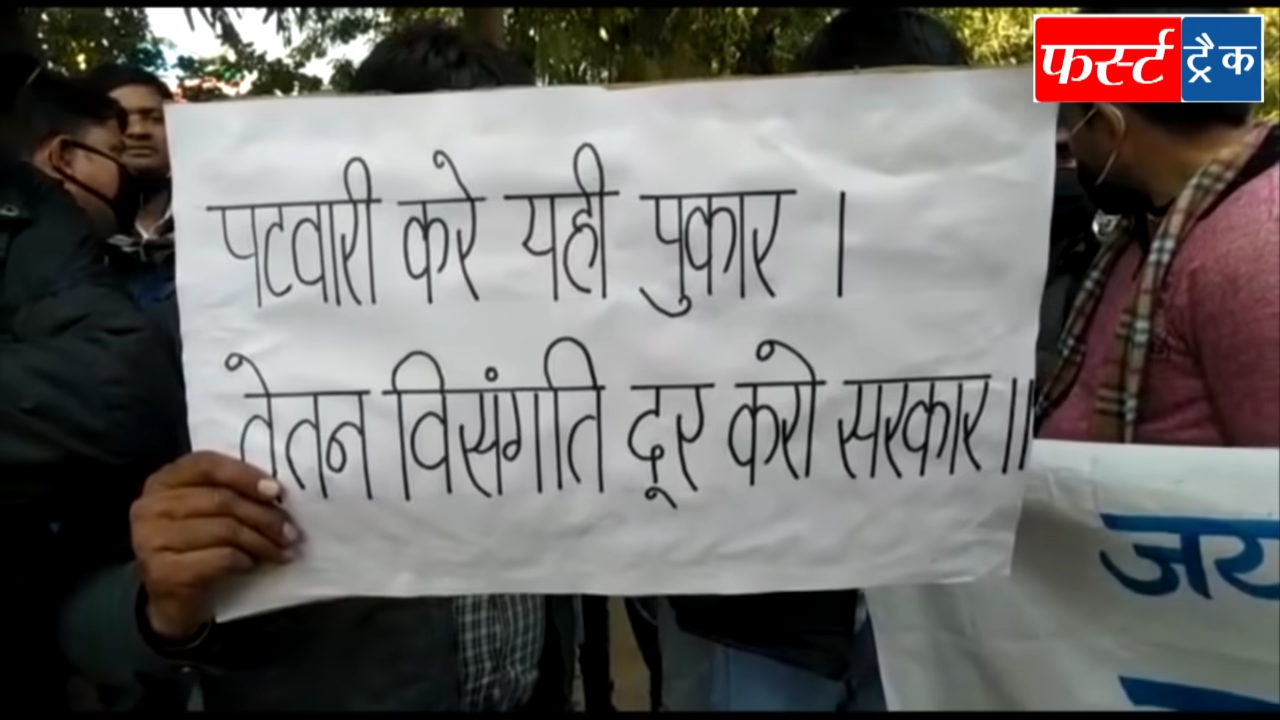 फर्स्ट ट्रैक
पटवारी करे यही पुकार ।
वेतन विसंगति दूर करो सरकार ॥
जय